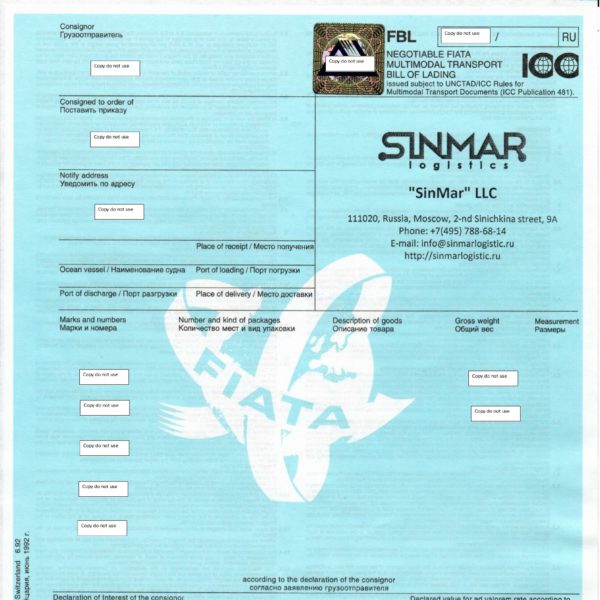 Consignor
Грузоотправитель
Copy do not use
Consigned to order of
Поставить приказу
Copy do not use
Notify address
Уведомить по адресу
Copy do not use
Copy do not use
FBL
Copy do not use
/
RU
NEGOTIABLE FIATA
MULTIMODAL TRANSPORT
BILL OF LADING
issued subject to UNCTAD/ICC Rules for
Multimodal Transport Documents (ICC Publication 481).
ICC
SINMAR
logistics
"SinMar" LLC
111020, Russia, Moscow, 2-nd Sinichkina street, 9A
Phone: +7(495) 788-68-14
E-mail: info@sinmarlogistic.ru
http://sinmarlogistic.ru
Place of receipt / Место получения
Ocean vessel / Наименование судна
Port of loading / Порт погрузки
Port of discharge / Порт разгрузки
Place of delivery / Место доставки
Marks and numbers
Марки и номера
Number and kind of packages
Количество мест и вид упаковки
Description of goods
Описание товара
Gross weight
Общий вес
Measurement
Размеры
Copy do not use
Copy do not use
Copy do not use
Copy do not use
Copy do not use
Copy do not use
Copy do not use
FIATA
according to the declaration of the consignor
согласно заявлению грузоотправителя
Declaration of Interest of the consignor
Declared value for ad valorem rate according to
Switzerland 6.92
июнь 1992 г.